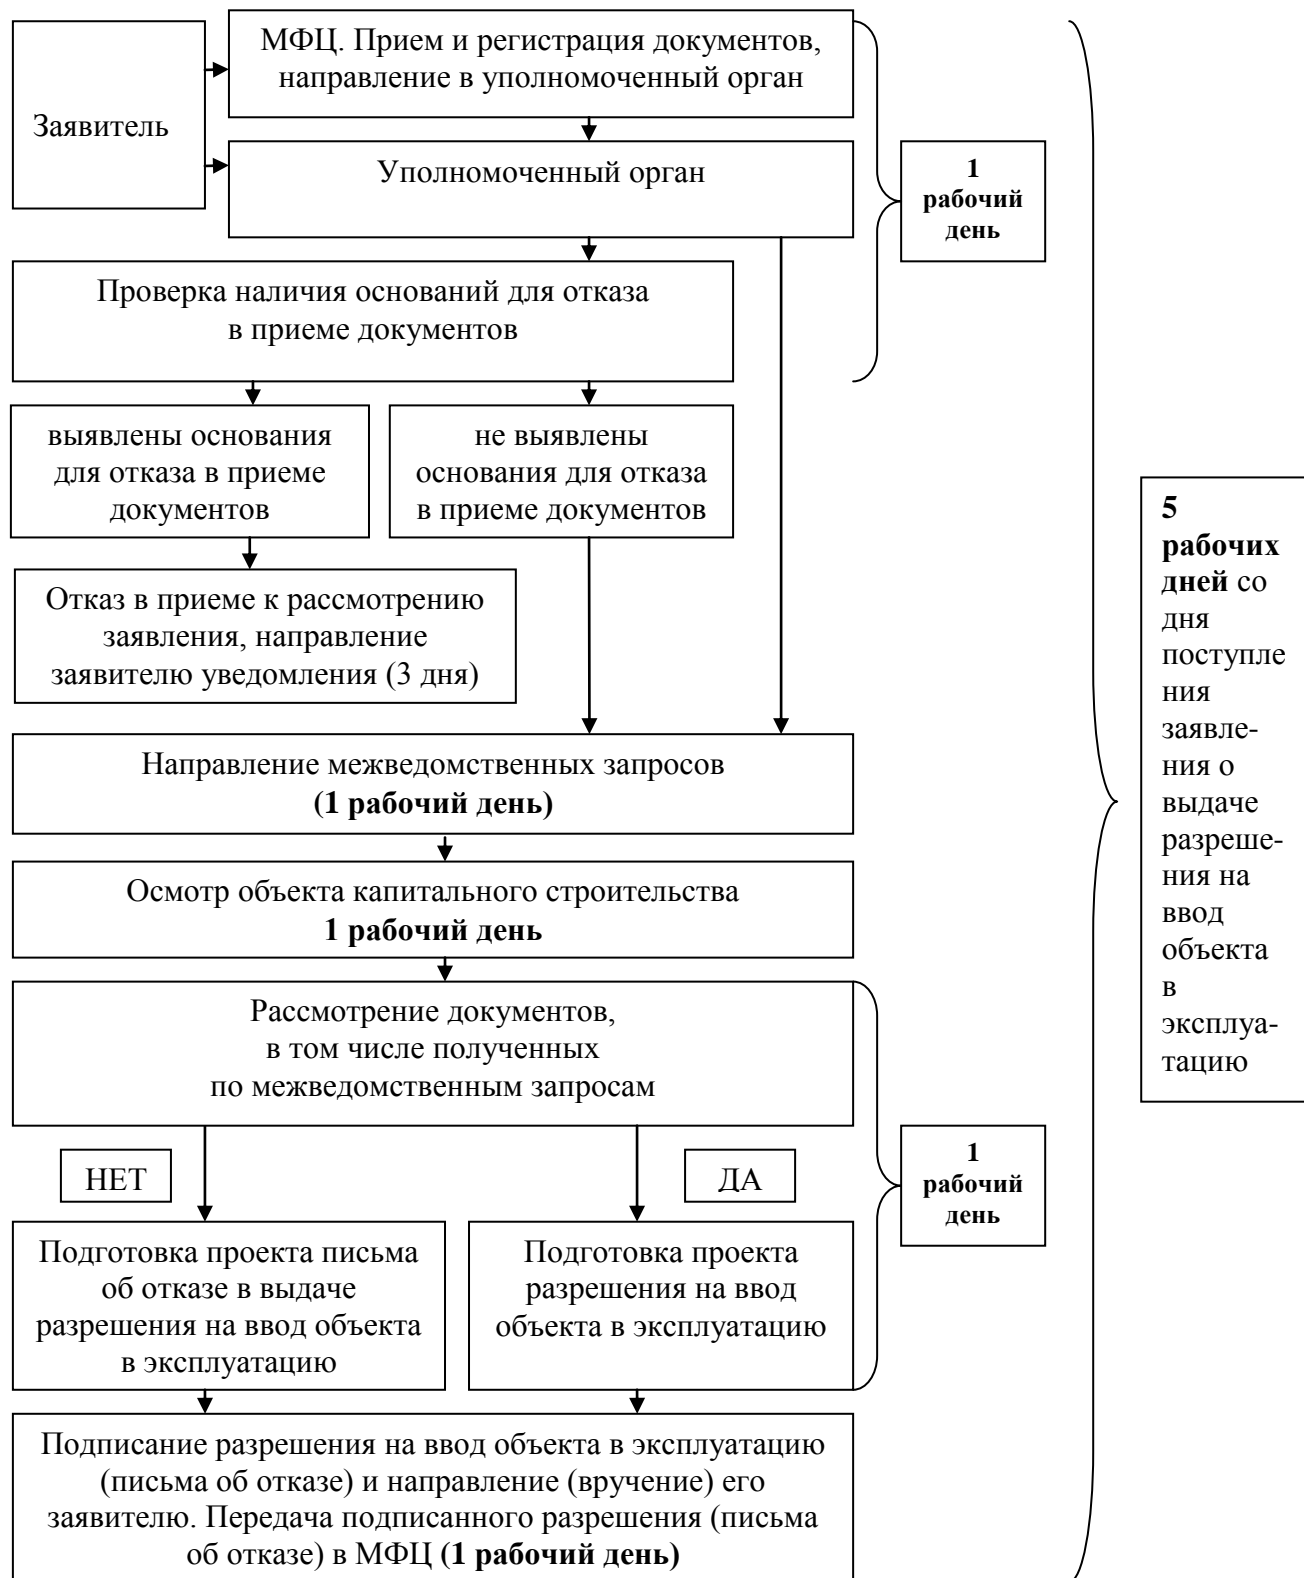 МФЦ. Прием и регистрация документов,
направление в уполномоченный орган
Заявитель
Уполномоченный орган
1
рабочий
день
Проверка наличия оснований для отказа
в приеме документов
выявлены основания
для отказа в приеме
документов
не выявлены
основания для отказа
в приеме документов
Отказ в приеме к рассмотрению
заявления, направление
заявителю уведомления (3 дня)
5
рабочих
дней со
дня
поступле
ния
заявле-
ния о
выдаче
разреше-
ния на
ввод
объекта
в
эксплуа-
тацию
Направление межведомственных запросов
(1 рабочий день)
Осмотр объекта капитального строительства
1 рабочий день
Рассмотрение документов,
в том числе полученных
по межведомственным запросам
НЕТ
ДА
1
рабочий
день
Подготовка проекта письма
об отказе в выдаче
разрешения на ввод объекта
в эксплуатацию
Подготовка проекта
разрешения на ввод
объекта в эксплуатацию
Подписание разрешения на ввод объекта в эксплуатацию
(письма об отказе) и направление (вручение) его
заявителю. Передача подписанного разрешения (письма
об отказе) в МФЦ (1 рабочий день)